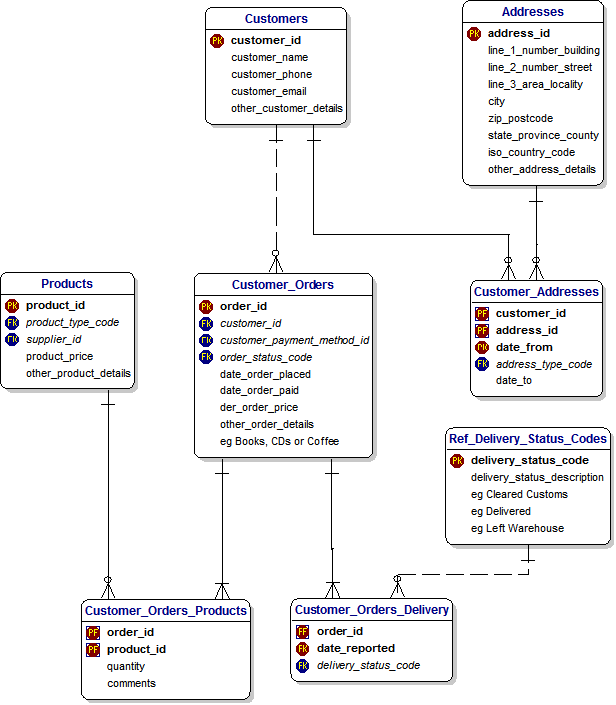 Customers
PK customer_id
customer_name
customer_phone
customer_email
other_customer_details
Addresses
PK address_id
line_1_number_building
line_2_number_street
line_3_area_locality
city
zip_postcode
state_province_county
iso_country_code
other_address_details
Products
PK product_id
FK product_type_code
FK supplier_id
product_price
other_product_details
Customer_Orders
PK order_id
FK customer_id
FK customer_payment_method_id
FK order_status_code
date_order_placed
date_order_paid
der_order_price
other_order_details
eg Books, CDs or Coffee
Customer_Addresses
PF customer_id
PF address_id
PK date_from
FK address_type_code
date_to
Ref_Delivery_Status_Codes
PK delivery_status_code
delivery_status_description
eg Cleared Customs
eg Delivered
eg Left Warehouse
Customer_Orders_Products
PF order_id
PF product_id
quantity
comments
Customer_Orders_Delivery
PF order_id
PK date_reported
FK delivery_status_code